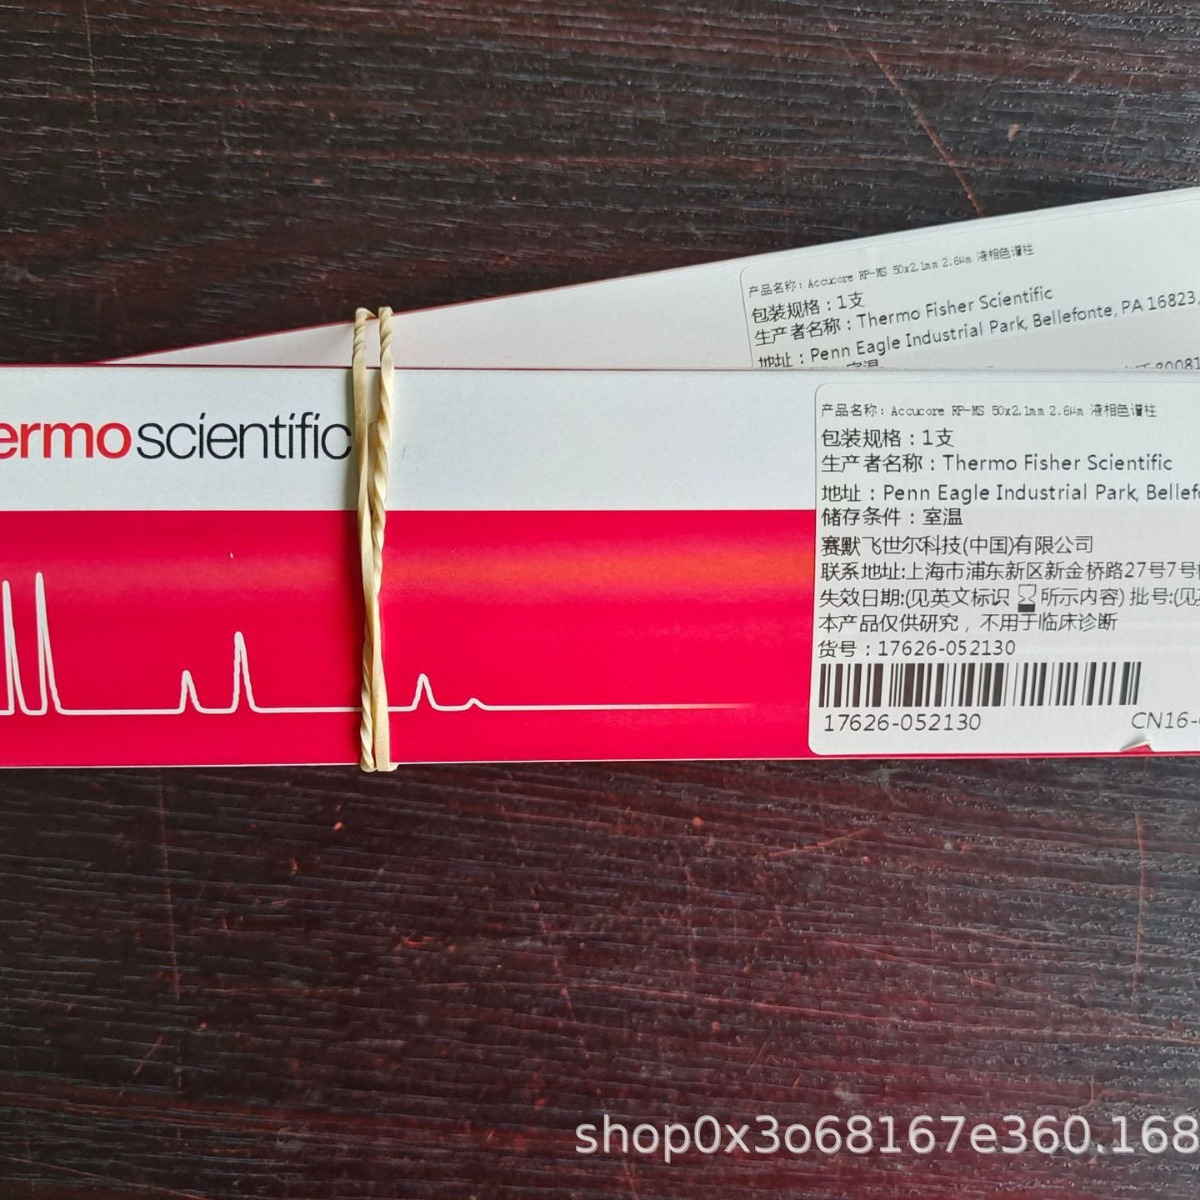 产品名称: Accucore RP-MS 50x2.1mm 2.6μm 液相色谱柱
包装规格：1支
生产者名称：Thermo Fisher Scientific
地址：Penn Eagle Industrial Park, Bellefonte, PA 16823,
室温
ermo scientific
产品名称: Accucore RP-MS 50x2.1mm 2.6μm 液相色谱柱
包装规格：1支
生产者名称：Thermo Fisher Scientific
地址：Penn Eagle Industrial Park, Bellefo
储存条件：室温
赛默飞世尔科技(中国)有限公司
联系地址:上海市浦东新区新金桥路27号7号
失效日期:(见英文标识 所示内容) 批号:(见
本产品仅供研究，不用于临床诊断
货号：17626-052130
17626-052130
CN16-
shop0x3o68167e360.168